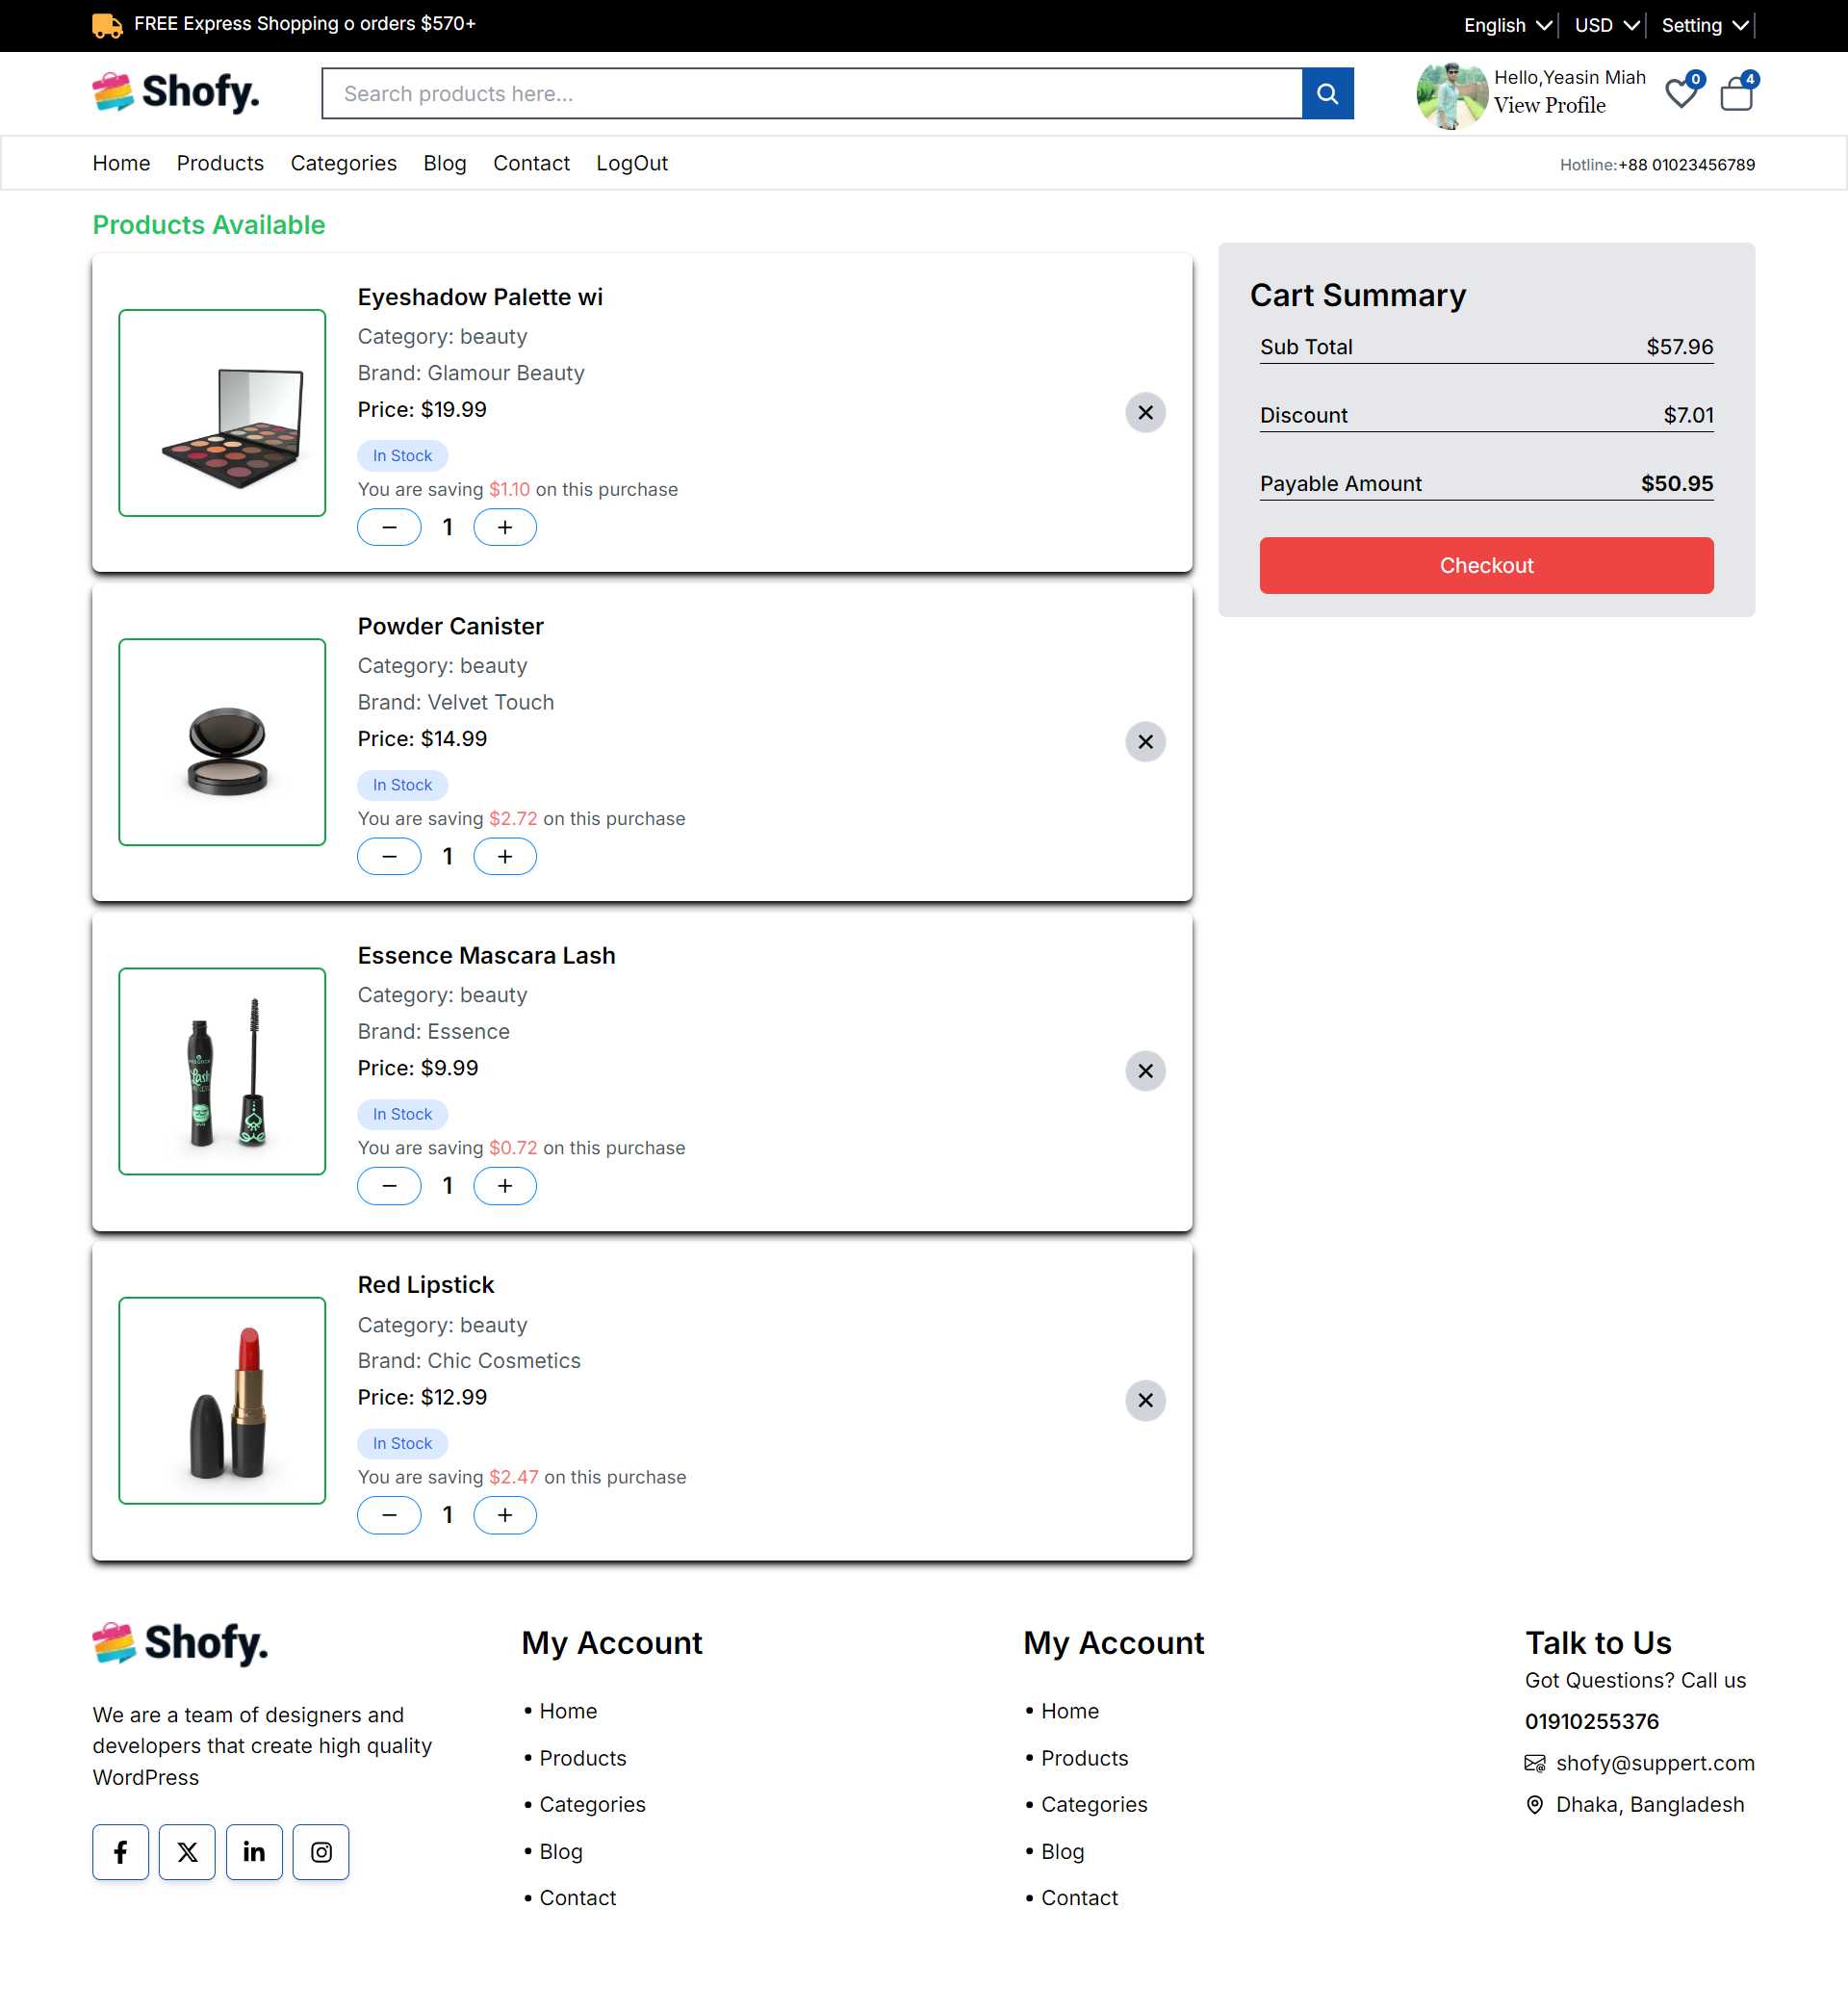 FREE Express Shopping o orders $570+
English
USD
Setting
Shofy.
Search products here...
Hello,Yeasin Miah
View Profile
0
4
Home
Products
Categories
Blog
Contact
LogOut
Hotline:+88 01023456789
Products Available
Eyeshadow Palette wi
Category: beauty
Brand: Glamour Beauty
Price: $19.99
In Stock
You are saving $1.10 on this purchase
− 1 +
Powder Canister
Category: beauty
Brand: Velvet Touch
Price: $14.99
In Stock
You are saving $2.72 on this purchase
− 1 +
Essence Mascara Lash
Category: beauty
Brand: Essence
Price: $9.99
In Stock
You are saving $0.72 on this purchase
− 1 +
Red Lipstick
Category: beauty
Brand: Chic Cosmetics
Price: $12.99
In Stock
You are saving $2.47 on this purchase
− 1 +
Cart Summary
Sub Total $57.96
Discount $7.01
Payable Amount $50.95
Checkout
Shofy.
We are a team of designers and
developers that create high quality
WordPress
My Account
• Home
• Products
• Categories
• Blog
• Contact
My Account
• Home
• Products
• Categories
• Blog
• Contact
Talk to Us
Got Questions? Call us
01910255376
shofy@suppert.com
Dhaka, Bangladesh